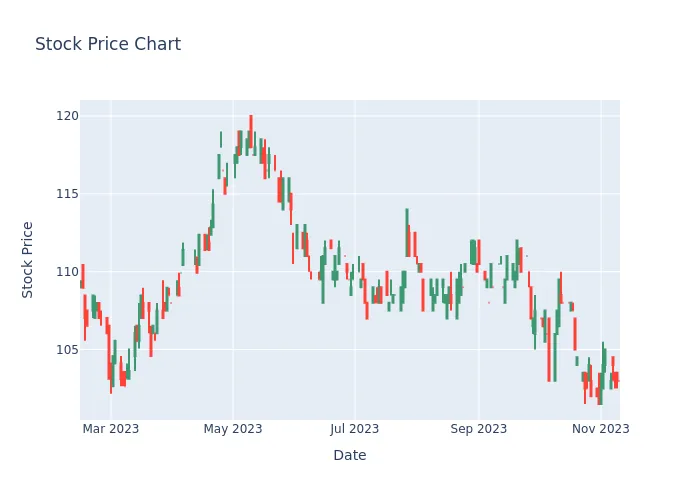 Stock Price Chart
120
115
110
105
Stock Price
Mar 2023
May 2023
Jul 2023
Sep 2023
Nov 2023
Date